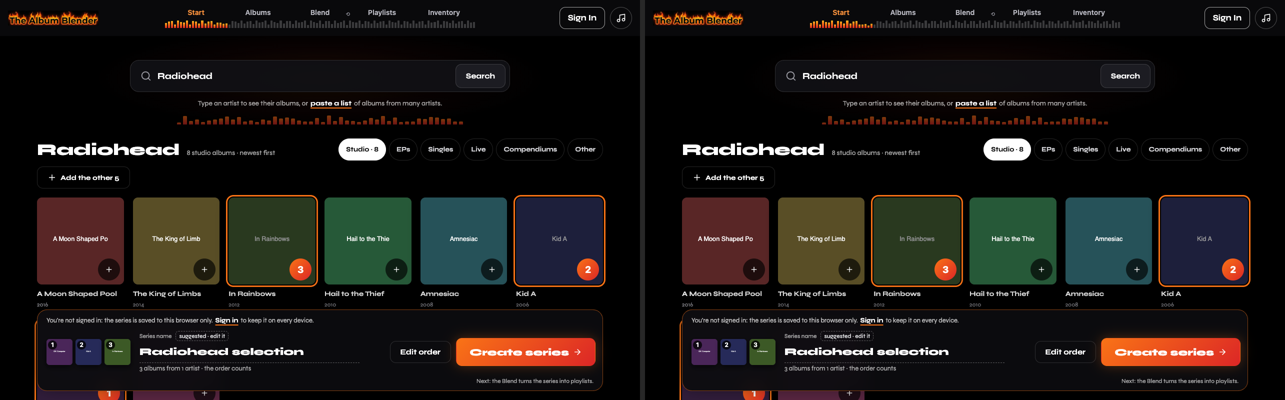 The Album Blender
Start Albums Blend Playlists Inventory
Sign In
Radiohead
Search
Type an artist to see their albums, or paste a list of albums from many artists.
Radiohead 8 studio albums · newest first
Studio · 8 EPs Singles Live Compendiums Other
+ Add the other 5
A Moon Shaped Po The King of Limb In Rainbows Hail to the Thie Amnesiac Kid A
3 2
A Moon Shaped Pool The King of Limbs In Rainbows Hail to the Thief Amnesiac Kid A
2016 2014 2012 2010 2008 2006
You're not signed in: the series is saved to this browser only. Sign in to keep it on every device.
Series name suggested · edit it
1 2 3
Radiohead selection
Edit order
Create series →
3 albums from 1 artist · the order counts
Next: the Blend turns the series into playlists.
1
The Album Blender
Start Albums Blend Playlists Inventory
Sign In
Radiohead
Search
Type an artist to see their albums, or paste a list of albums from many artists.
Radiohead 8 studio albums · newest first
Studio · 8 EPs Singles Live Compendiums Other
+ Add the other 5
A Moon Shaped Po The King of Limb In Rainbows Hail to the Thie Amnesiac Kid A
3 2
A Moon Shaped Pool The King of Limbs In Rainbows Hail to the Thief Amnesiac Kid A
2016 2014 2012 2010 2008 2006
You're not signed in: the series is saved to this browser only. Sign in to keep it on every device.
Series name suggested · edit it
1 2 3
Radiohead selection
Edit order
Create series →
3 albums from 1 artist · the order counts
Next: the Blend turns the series into playlists.
1